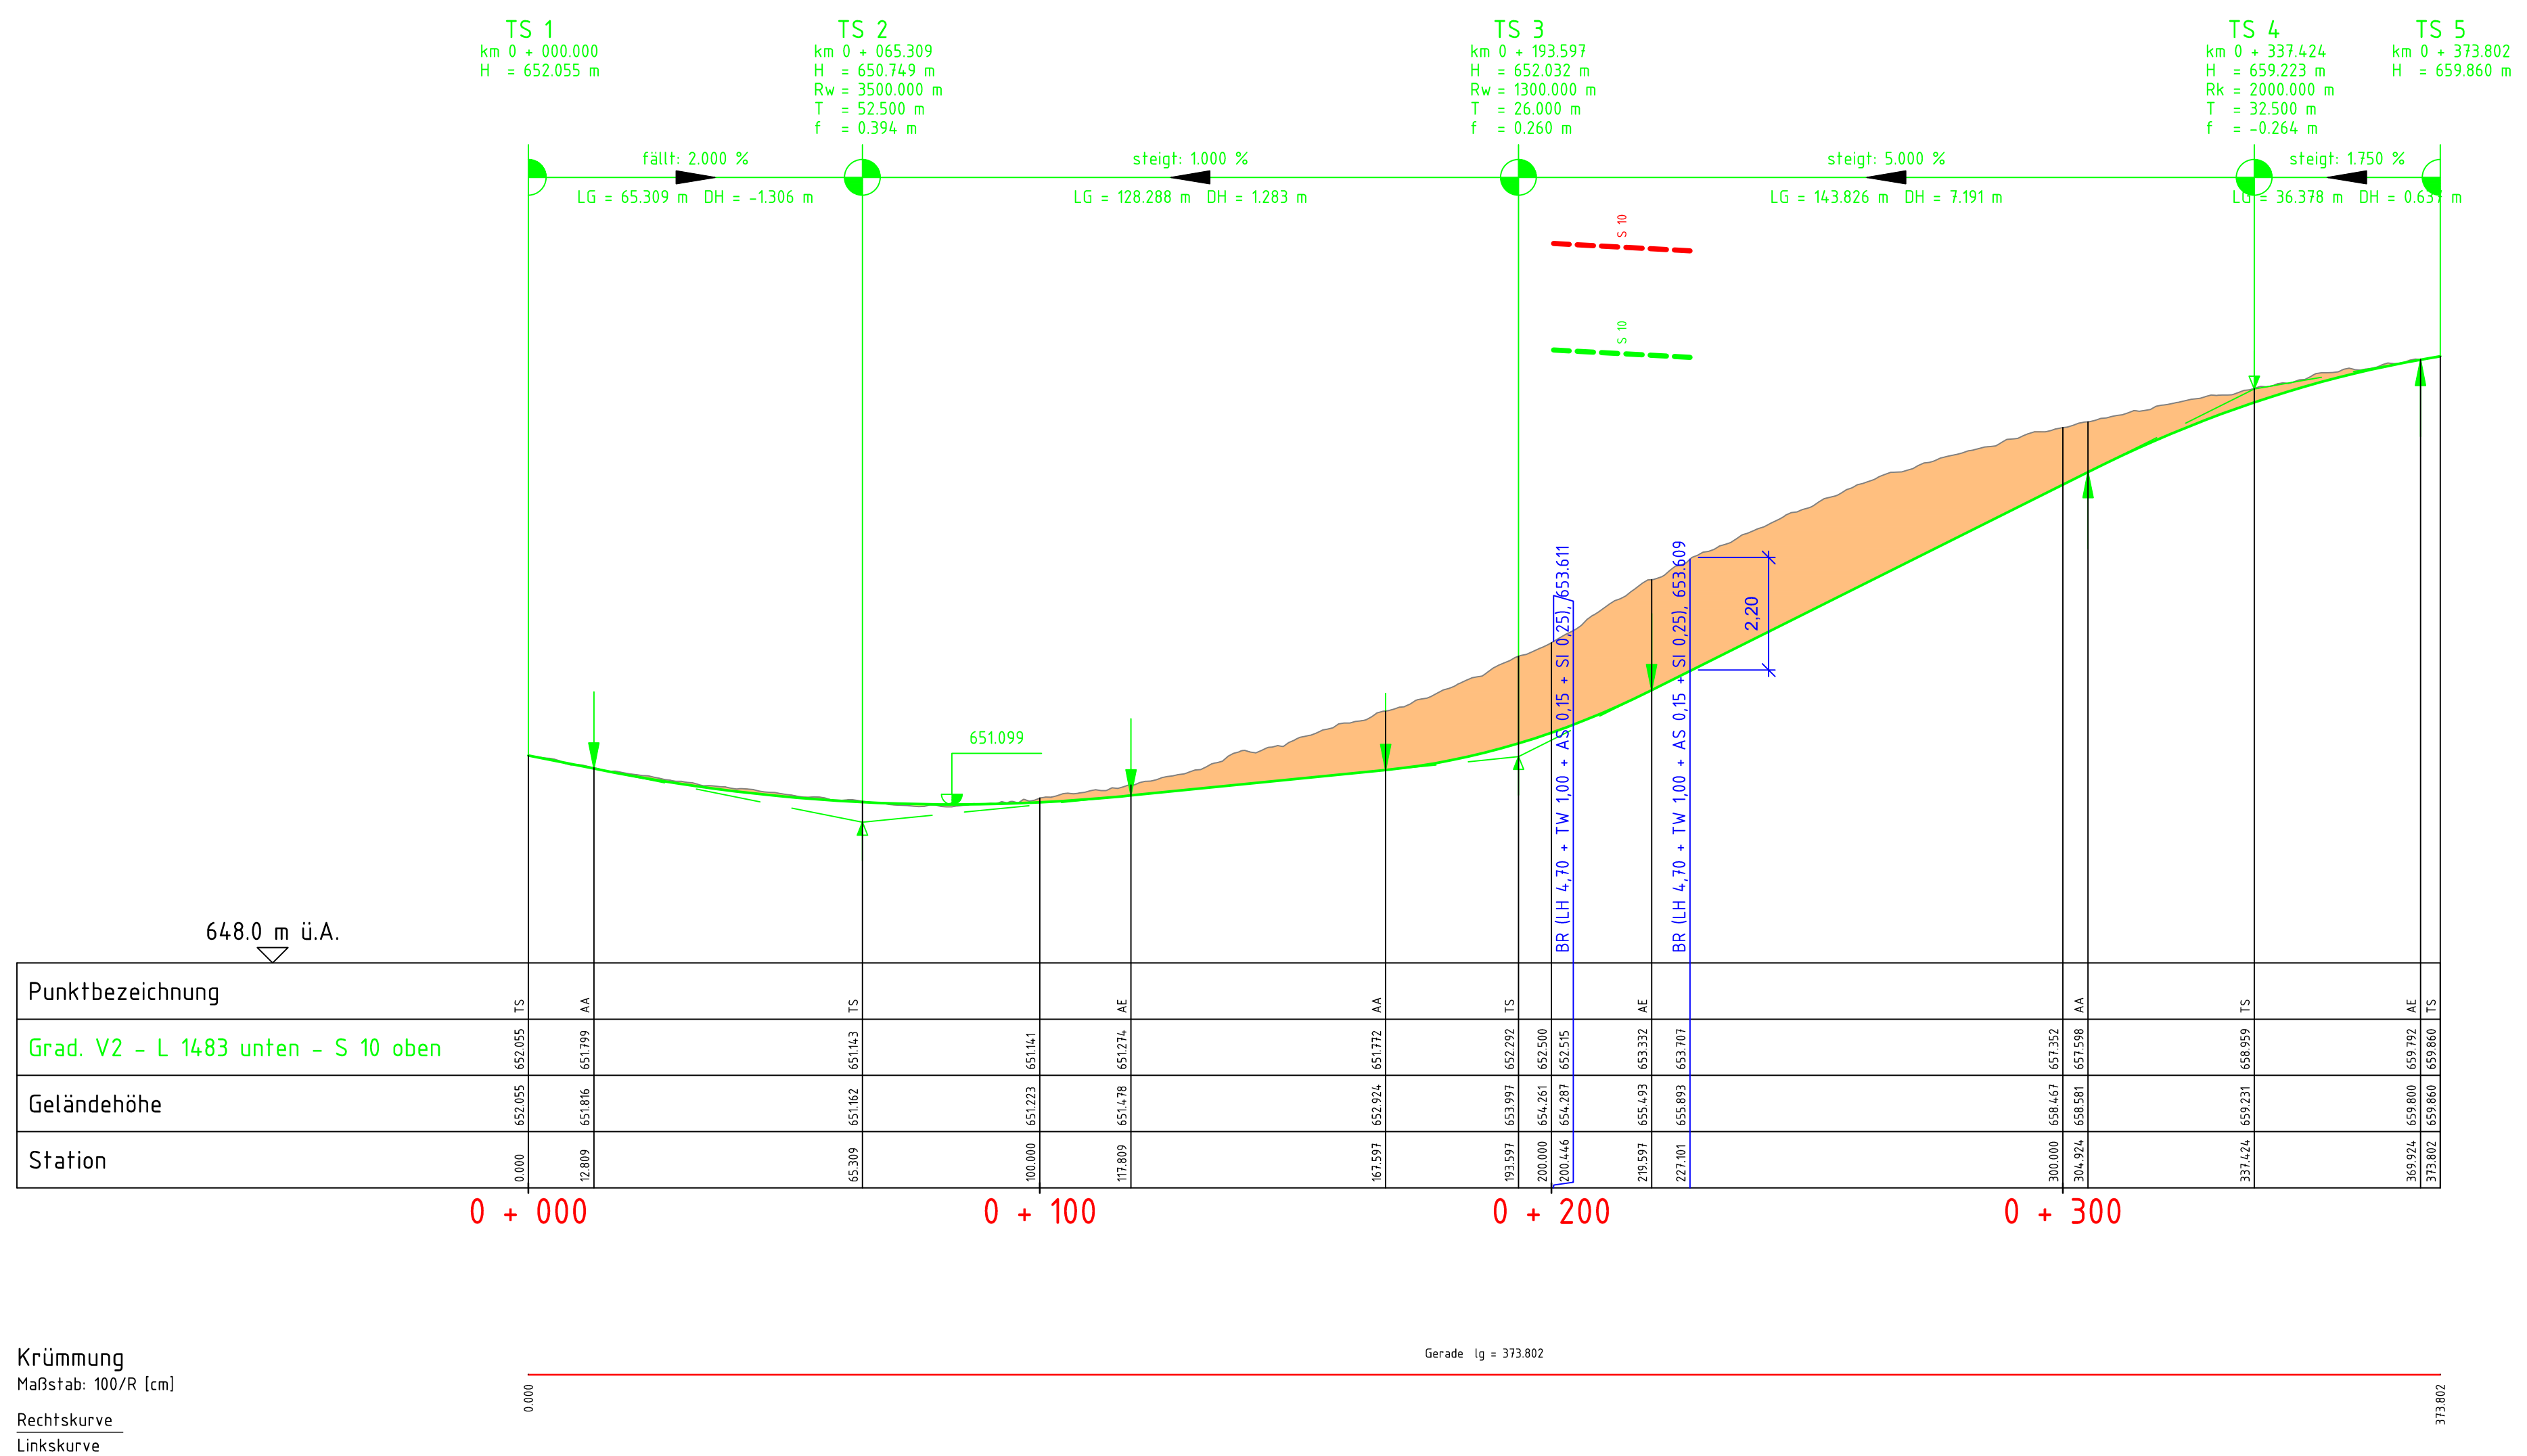 TS 1
km 0 + 000.000
H = 652.055 m
TS 2
km 0 + 065.309
H = 650.749 m
Rw = 3500.000 m
T = 52.500 m
f = 0.394 m
TS 3
km 0 + 193.597
H = 652.032 m
Rw = 1300.000 m
T = 26.000 m
f = 0.260 m
TS 4
km 0 + 337.424
H = 659.223 m
Rk = 2000.000 m
T = 32.500 m
f = -0.264 m
TS 5
km 0 + 373.802
H = 659.860 m
fällt: 2.000 %
LG = 65.309 m DH = -1.306 m
steigt: 1.000 %
LG = 128.288 m DH = 1.283 m
steigt: 5.000 %
LG = 143.826 m DH = 7.191 m
steigt: 1.750 %
LG = 36.378 m DH = 0.637 m
S 10
S 10
651.099
BR (LH 4,70 + TW 1,00 + AS 0,15 + SI 0,25), 653.611
BR (LH 4,70 + TW 1,00 + AS 0,15 + SI 0,25), 653.609
2,20
648.0 m ü.A.
Punktbezeichnung
TS AA TS AE AA TS AE AA TS AE TS
Grad. V2 - L 1483 unten - S 10 oben
652.055 651.799 651.143 651.141 651.274 651.772 652.292 652.500 652.515 653.332 653.707 657.352 657.598 658.959 659.792 659.860
Geländehöhe
652.055 651.816 651.162 651.223 651.478 652.924 653.997 654.261 654.287 655.493 655.893 658.467 658.581 659.231 659.800 659.860
Station
0.000 12.809 65.309 100.000 117.809 167.597 193.597 200.000 200.446 219.597 227.101 300.000 304.924 337.424 369.924 373.802
0 + 000
0 + 100
0 + 200
0 + 300
Krümmung
Maßstab: 100/R [cm]
Rechtskurve
Linkskurve
Gerade lg = 373.802
0.000
373.802